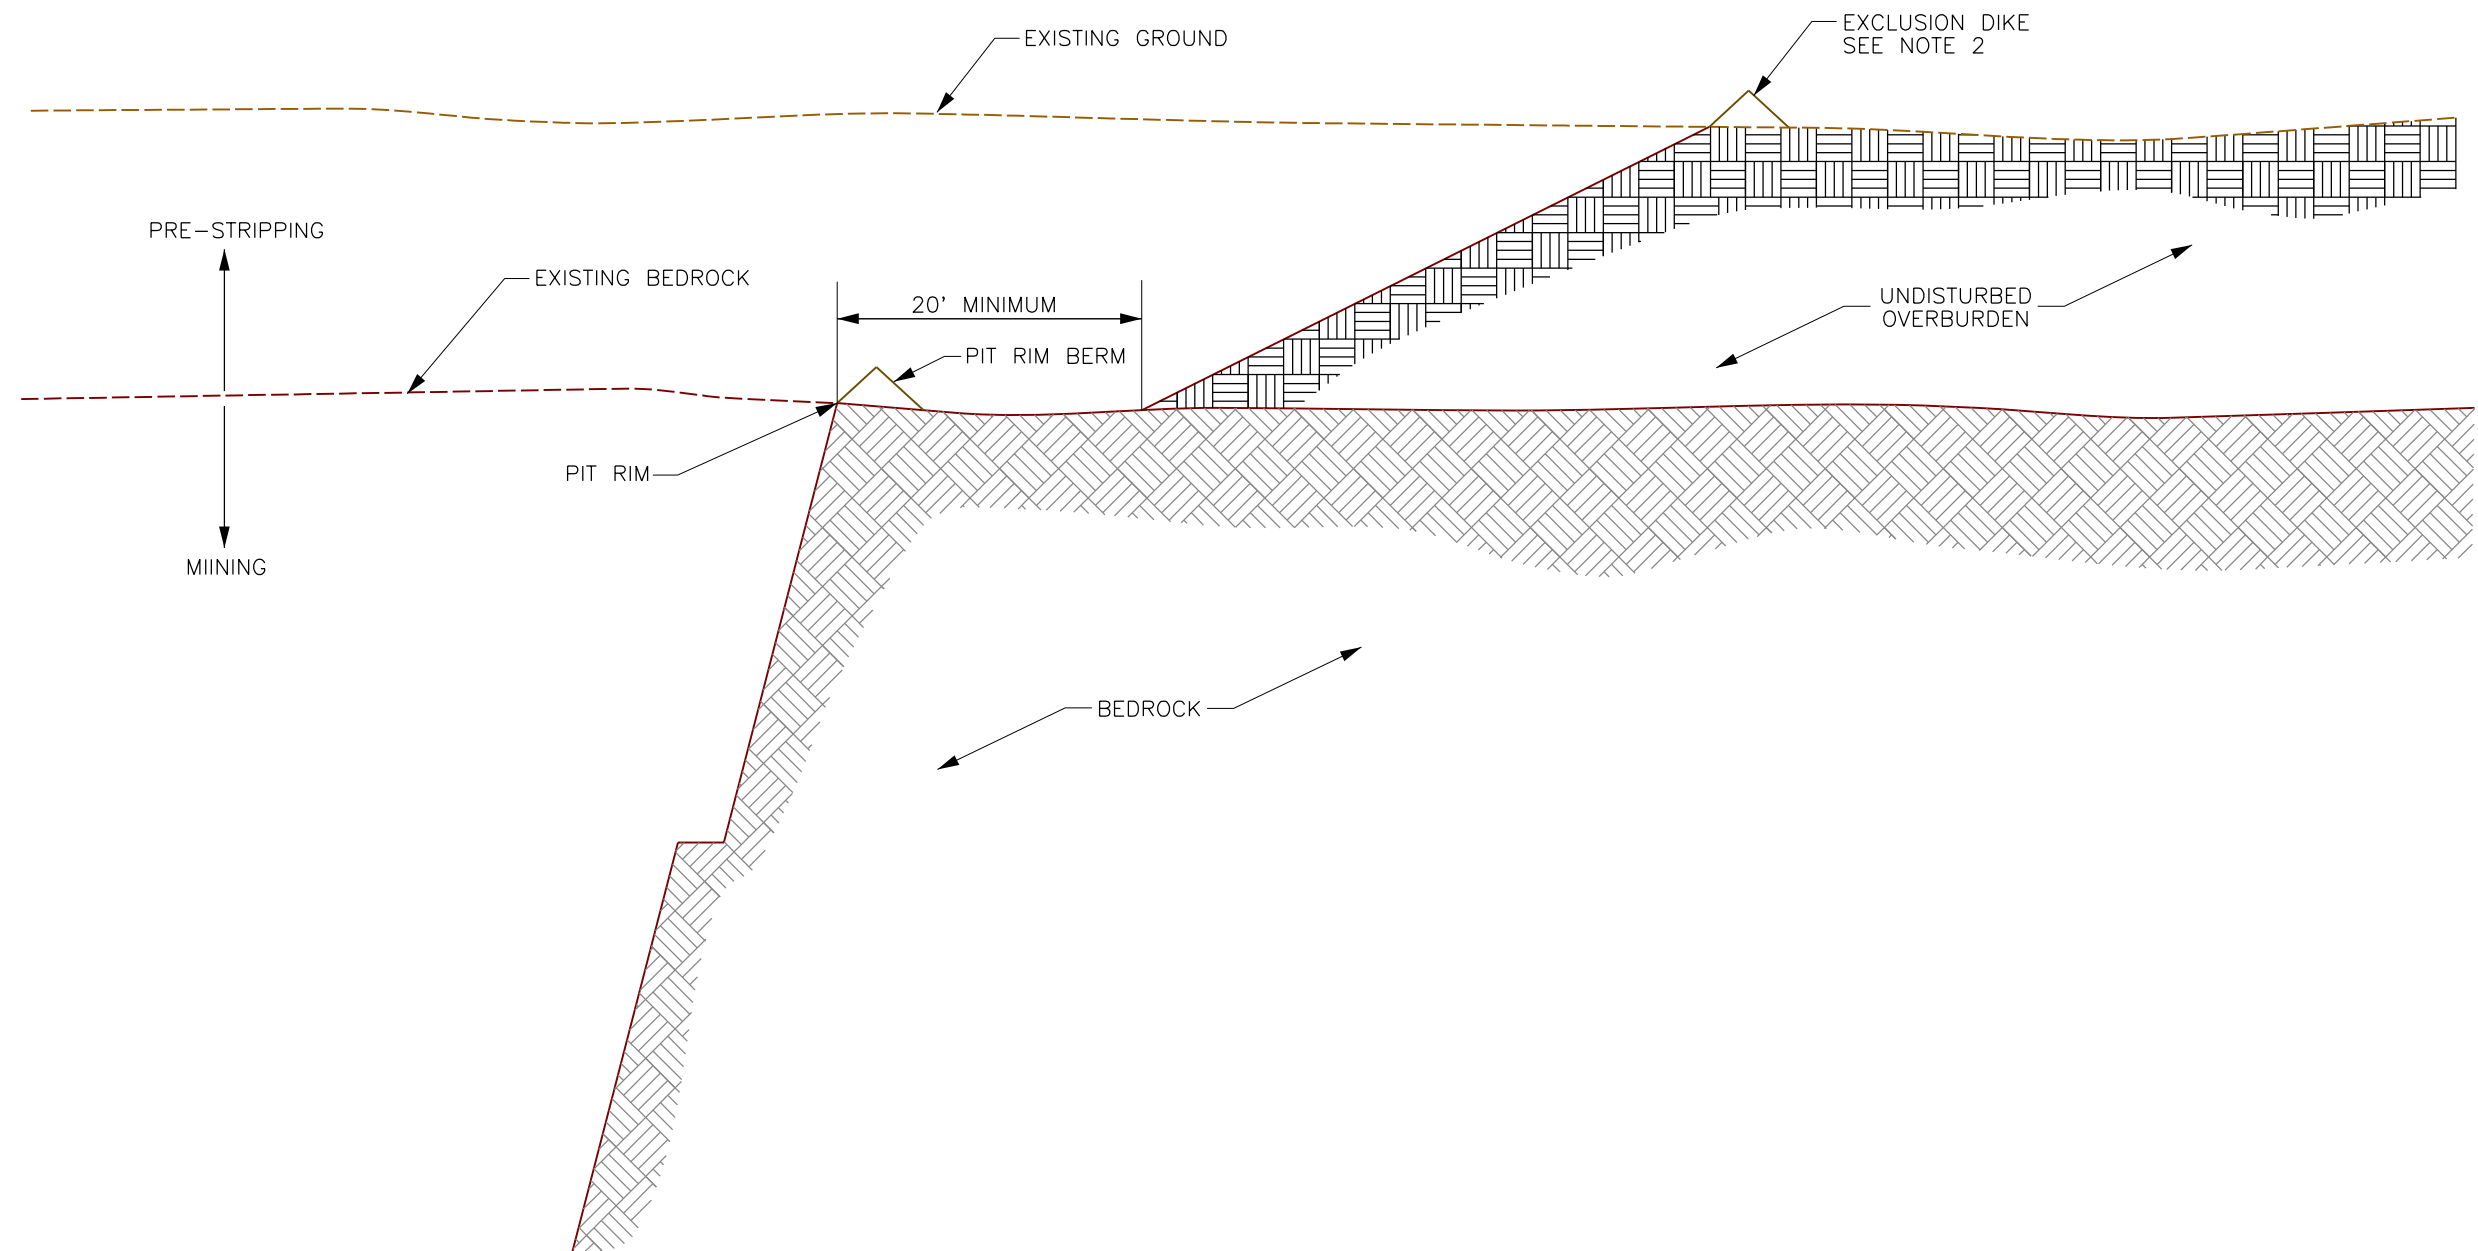 EXISTING GROUND
EXCLUSION DIKE
SEE NOTE 2
PRE-STRIPPING
EXISTING BEDROCK
20' MINIMUM
UNDISTURBED
OVERBURDEN
PIT RIM BERM
PIT RIM
MIINING
BEDROCK